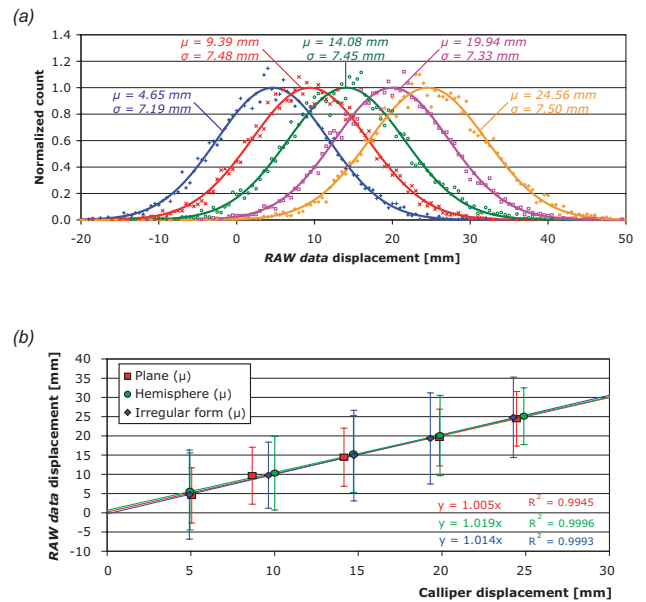 (a)
1.4
1.2
1.0
0.8
0.6
0.4
0.2
0.0
Normalized count
μ = 9.39 mm
σ = 7.48 mm
μ = 14.08 mm
σ = 7.45 mm
μ = 19.94 mm
σ = 7.33 mm
μ = 4.65 mm
σ = 7.19 mm
μ = 24.56 mm
σ = 7.50 mm
-20 -10 0 10 20 30 40 50
RAW data displacement [mm]
(b)
40
35
30
25
20
15
10
5
0
-5
-10
RAW data displacement [mm]
Plane (μ)
Hemisphere (μ)
Irregular form (μ)
y = 1.005x R² = 0.9945
y = 1.019x R² = 0.9996
y = 1.014x R² = 0.9993
0 5 10 15 20 25 30
Calliper displacement [mm]